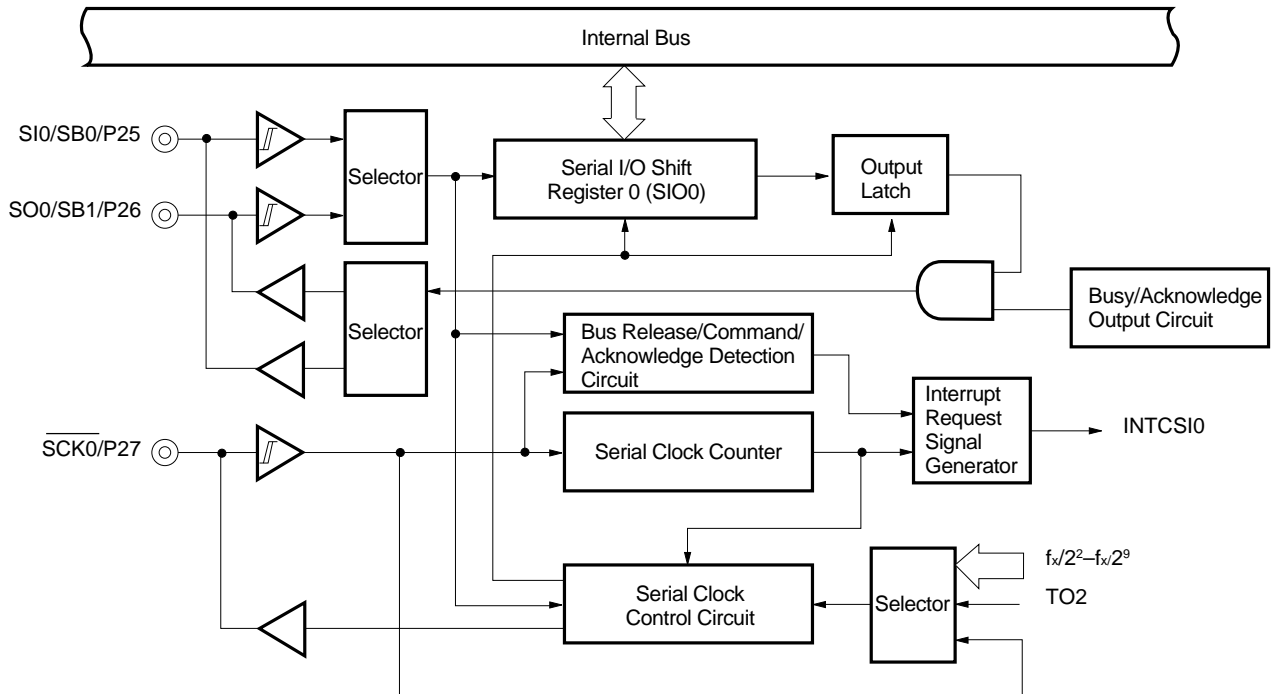 Internal Bus
SI0/SB0/P25
Selector
Serial I/O Shift
Register 0 (SIO0)
Output
Latch
SO0/SB1/P26
Selector
Busy/Acknowledge
Output Circuit
Bus Release/Command/
Acknowledge Detection
Circuit
Interrupt
Request
Signal
Generator
INTCSI0
SCK0/P27
Serial Clock Counter
Serial Clock
Control Circuit
Selector
fx/2²–fx/2⁹
TO2